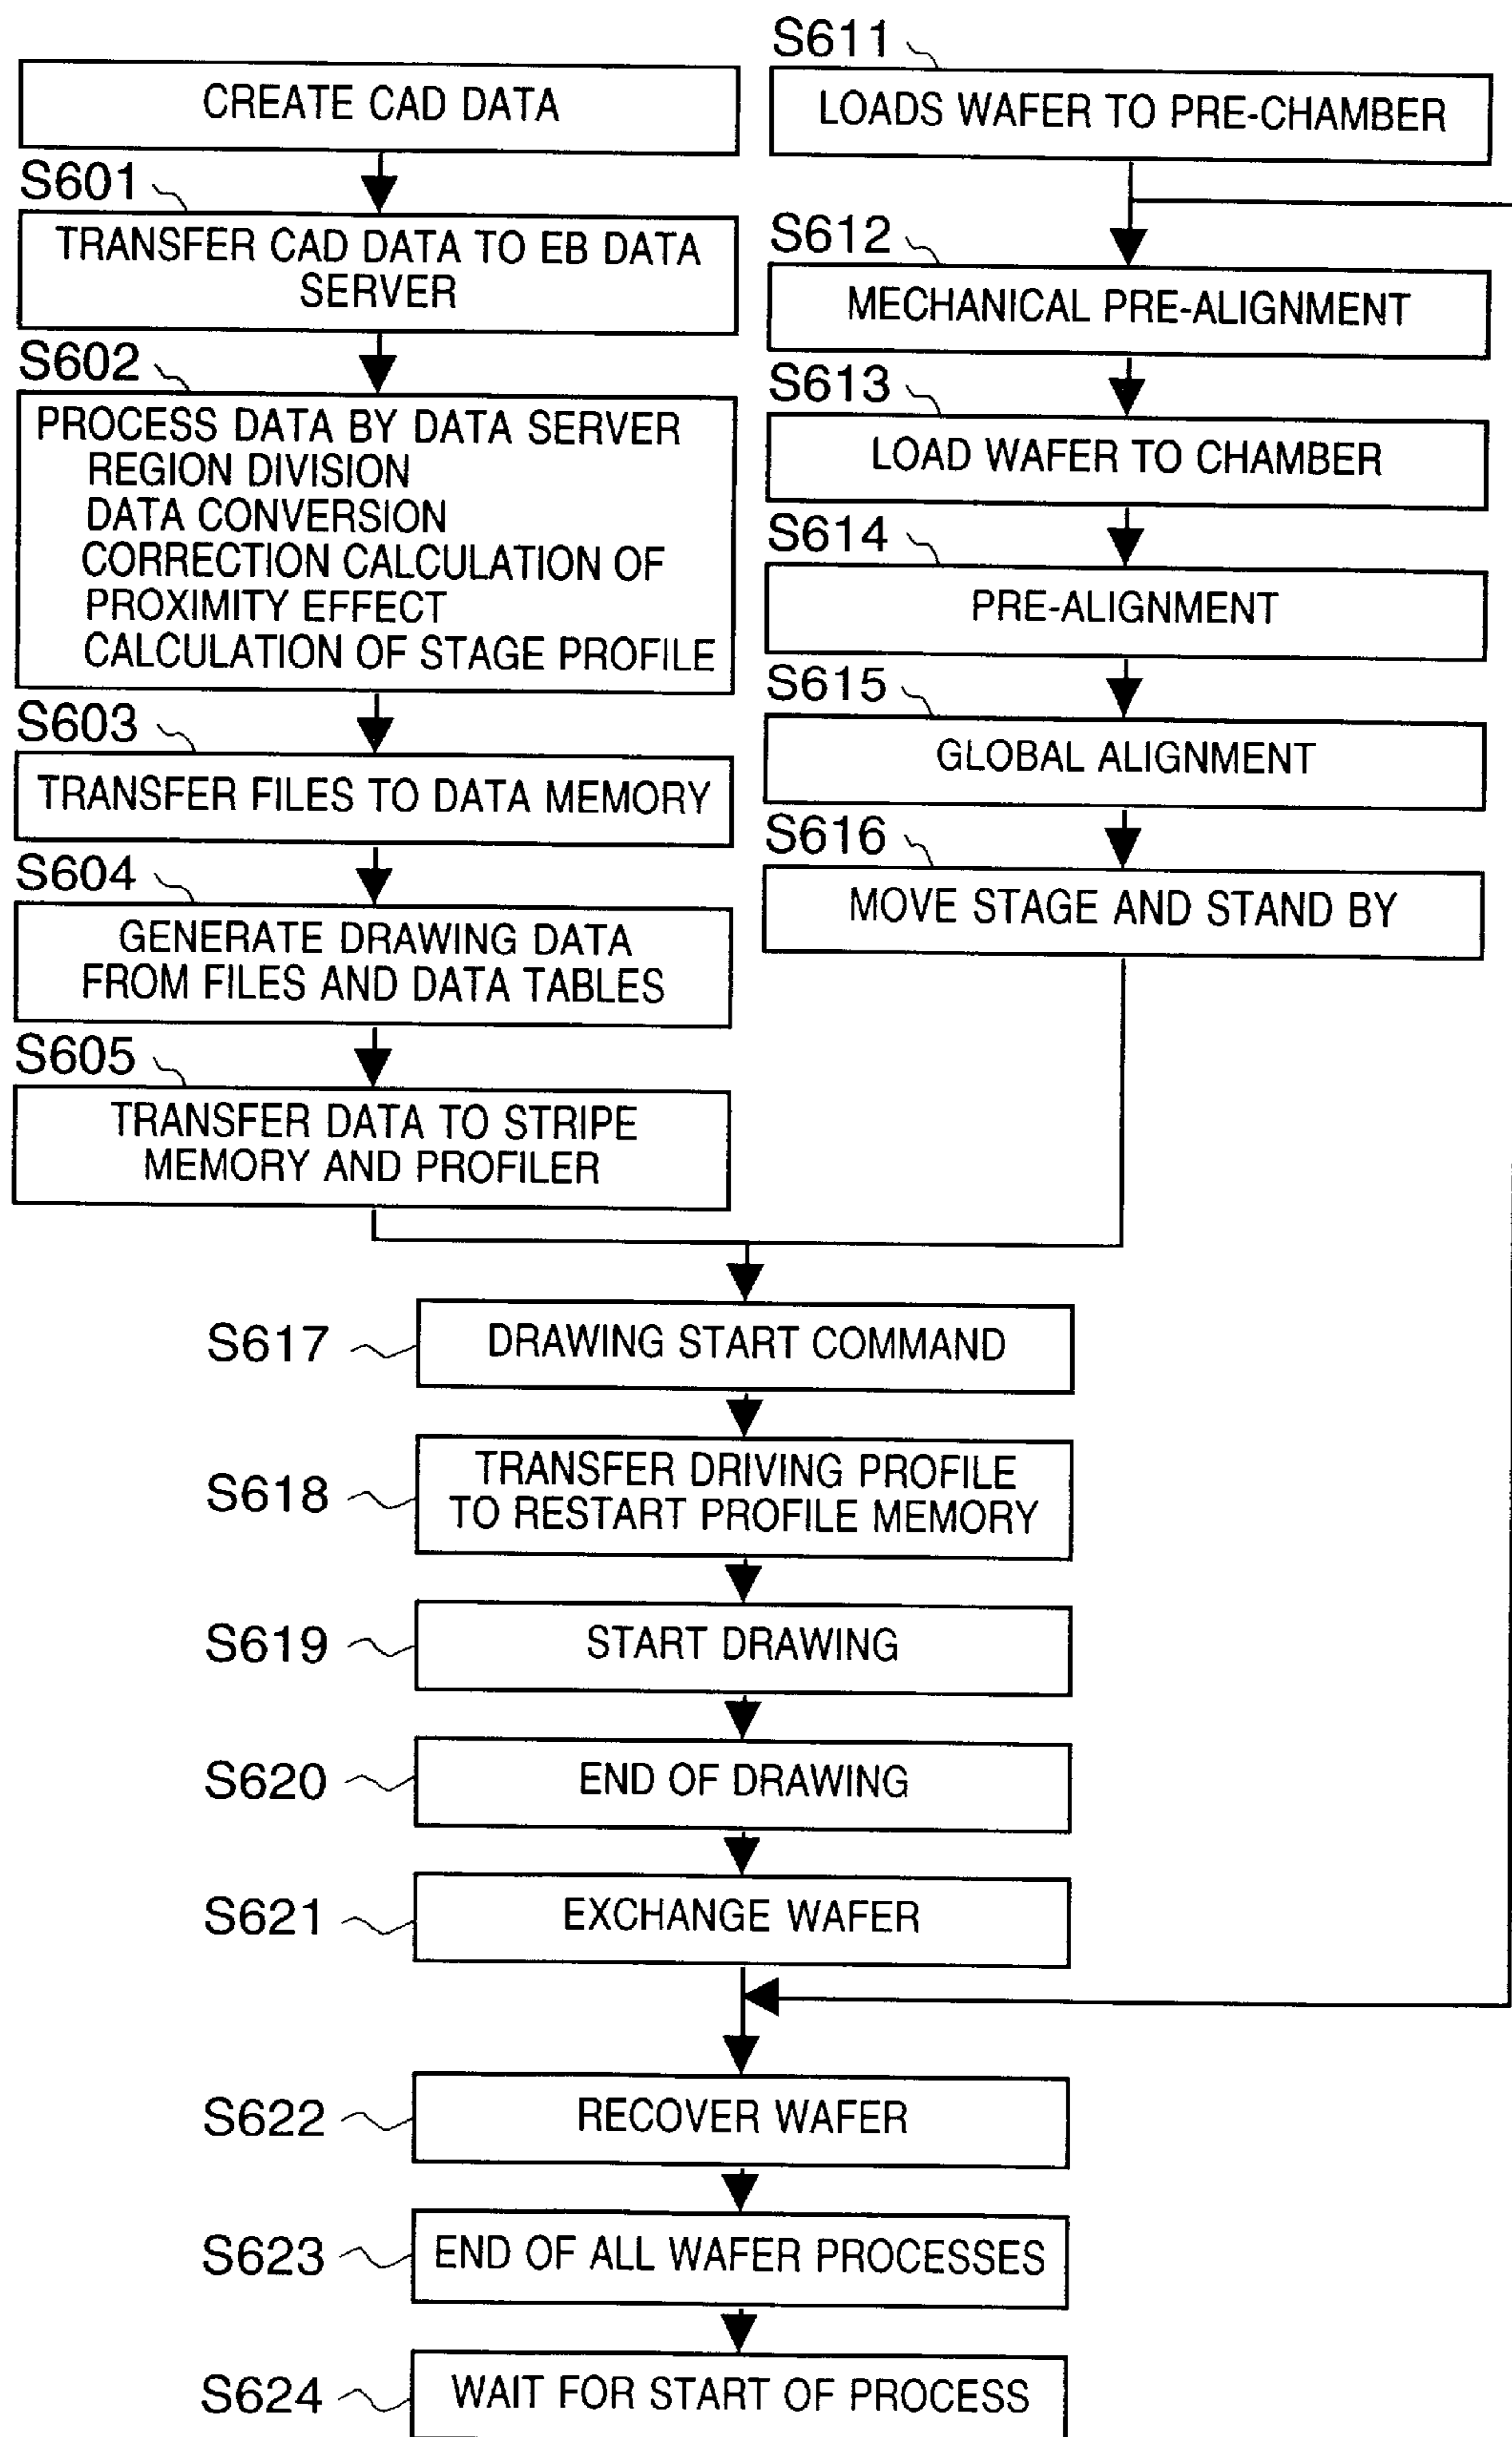 CREATE CAD DATA
S601
TRANSFER CAD DATA TO EB DATA
SERVER
S602
PROCESS DATA BY DATA SERVER
REGION DIVISION
DATA CONVERSION
CORRECTION CALCULATION OF
PROXIMITY EFFECT
CALCULATION OF STAGE PROFILE
S603
TRANSFER FILES TO DATA MEMORY
S604
GENERATE DRAWING DATA
FROM FILES AND DATA TABLES
S605
TRANSFER DATA TO STRIPE
MEMORY AND PROFILER
S611
LOADS WAFER TO PRE-CHAMBER
S612
MECHANICAL PRE-ALIGNMENT
S613
LOAD WAFER TO CHAMBER
S614
PRE-ALIGNMENT
S615
GLOBAL ALIGNMENT
S616
MOVE STAGE AND STAND BY
S617
DRAWING START COMMAND
S618
TRANSFER DRIVING PROFILE
TO RESTART PROFILE MEMORY
S619
START DRAWING
S620
END OF DRAWING
S621
EXCHANGE WAFER
S622
RECOVER WAFER
S623
END OF ALL WAFER PROCESSES
S624
WAIT FOR START OF PROCESS